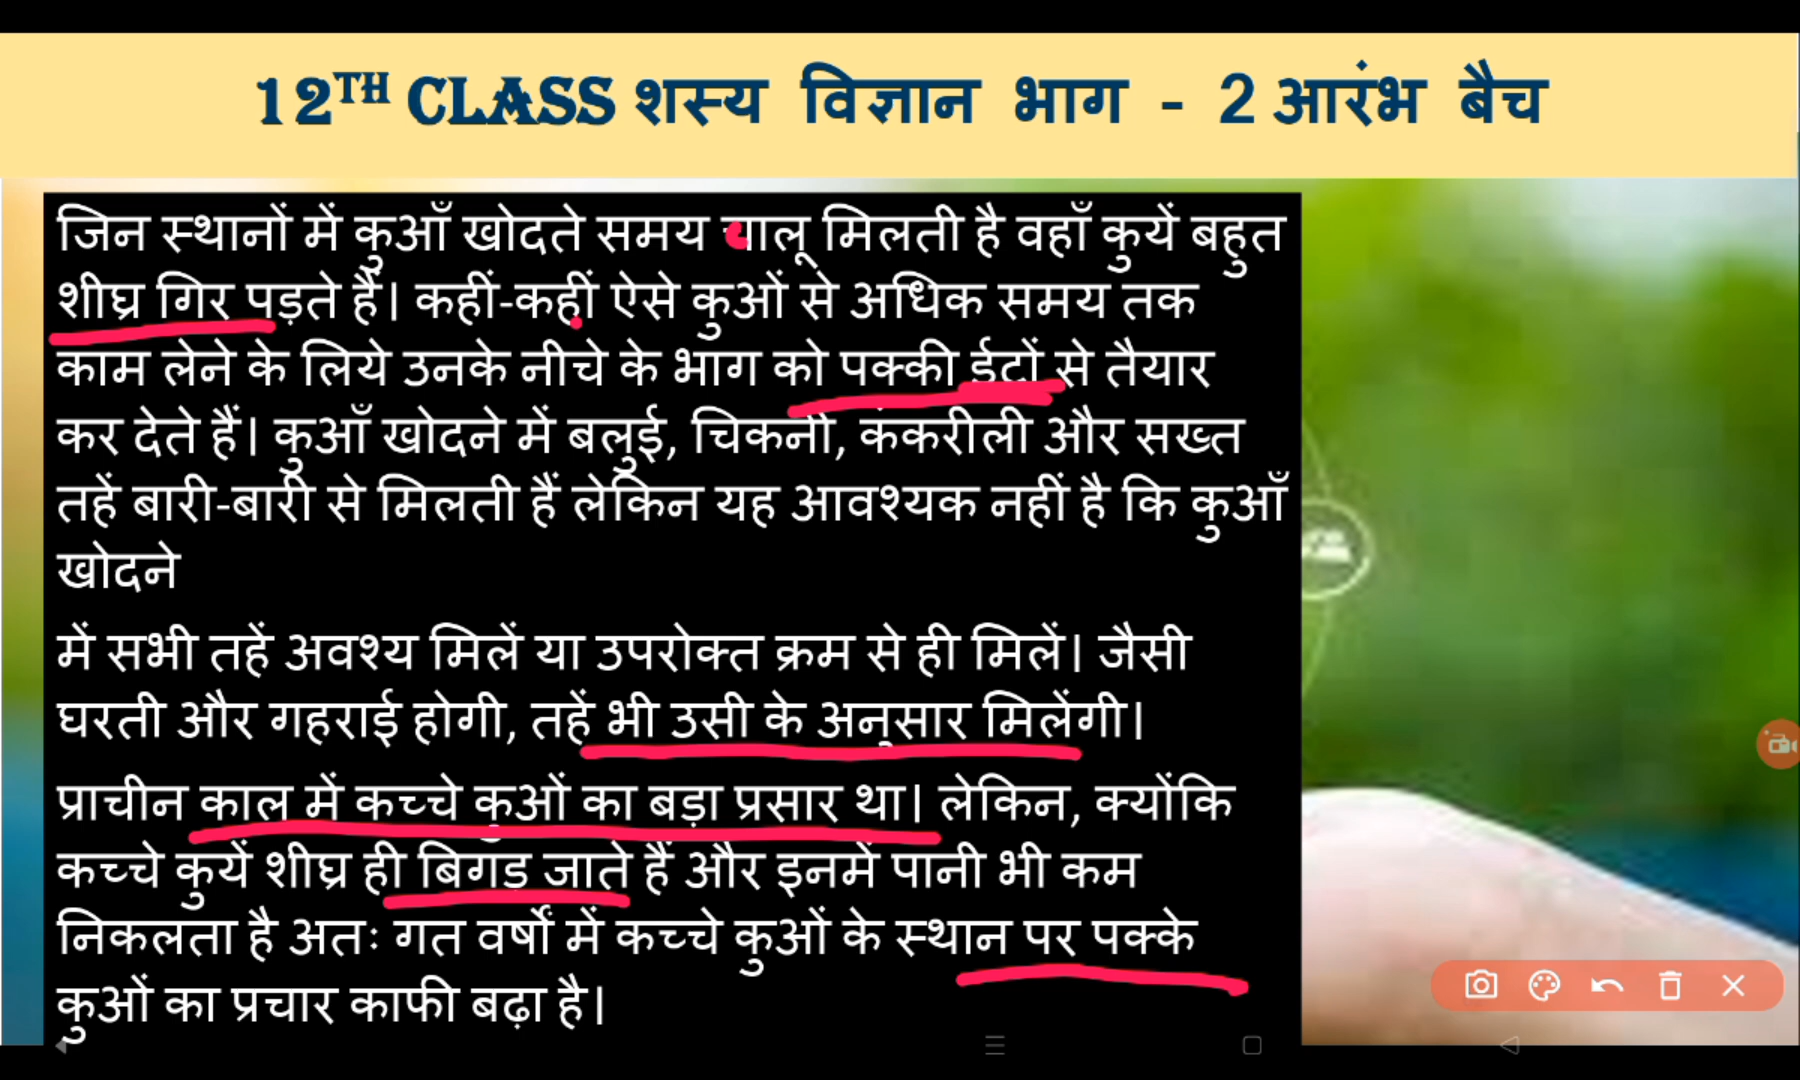 12TH CLASS शस्य विज्ञान भाग - 2 आरंभ बैच
जिन स्थानों में कुआँ खोदते समय बालू मिलती है वहाँ कुयें बहुत
शीघ्र गिर पड़ते हैं। कहीं-कहीं ऐसे कुओं से अधिक समय तक
काम लेने के लिये उनके नीचे के भाग को पक्की ईटों से तैयार
कर देते हैं। कुआँ खोदने में बलुई, चिकनी, कंकरीली और सख्त
तहें बारी-बारी से मिलती हैं लेकिन यह आवश्यक नहीं है कि कुआँ
खोदने
में सभी तहें अवश्य मिलें या उपरोक्त क्रम से ही मिलें। जैसी
घरती और गहराई होगी, तहें भी उसी के अनुसार मिलेंगी।
प्राचीन काल में कच्चे कुओं का बड़ा प्रसार था। लेकिन, क्योंकि
कच्चे कुयें शीघ्र ही बिगड जाते हैं और इनमें पानी भी कम
निकलता है अतः गत वर्षों में कच्चे कुओं के स्थान पर पक्के
कुओं का प्रचार काफी बढ़ा है।